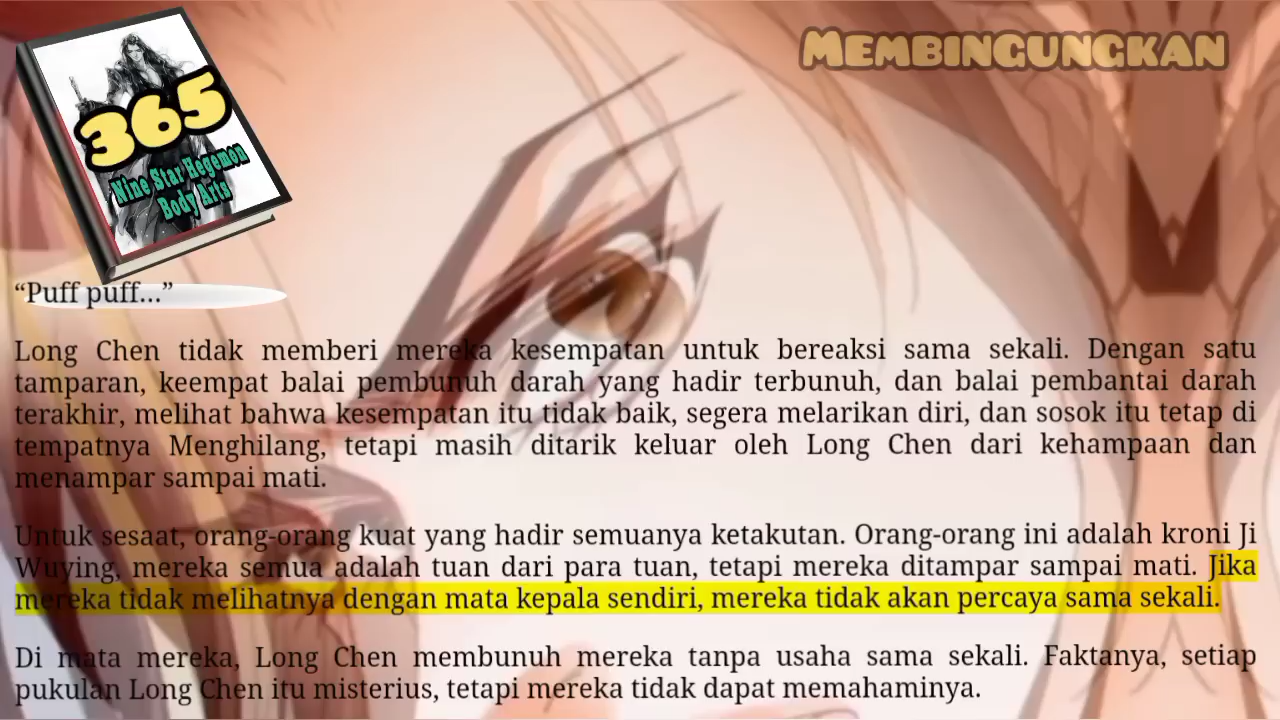 MEMBINGUNGKAN
365
Nine Star Hegemon
Body Arts
“Puff puff...”
Long Chen tidak memberi mereka kesempatan untuk bereaksi sama sekali. Dengan satu
tamparan, keempat balai pembunuh darah yang hadir terbunuh, dan balai pembantai darah
terakhir, melihat bahwa kesempatan itu tidak baik, segera melarikan diri, dan sosok itu tetap di
tempatnya Menghilang, tetapi masih ditarik keluar oleh Long Chen dari kehampaan dan
menampar sampai mati.
Untuk sesaat, orang-orang kuat yang hadir semuanya ketakutan. Orang-orang ini adalah kroni Ji
Wuying, mereka semua adalah tuan dari para tuan, tetapi mereka ditampar sampai mati. Jika
mereka tidak melihatnya dengan mata kepala sendiri, mereka tidak akan percaya sama sekali.
Di mata mereka, Long Chen membunuh mereka tanpa usaha sama sekali. Faktanya, setiap
pukulan Long Chen itu misterius, tetapi mereka tidak dapat memahaminya.